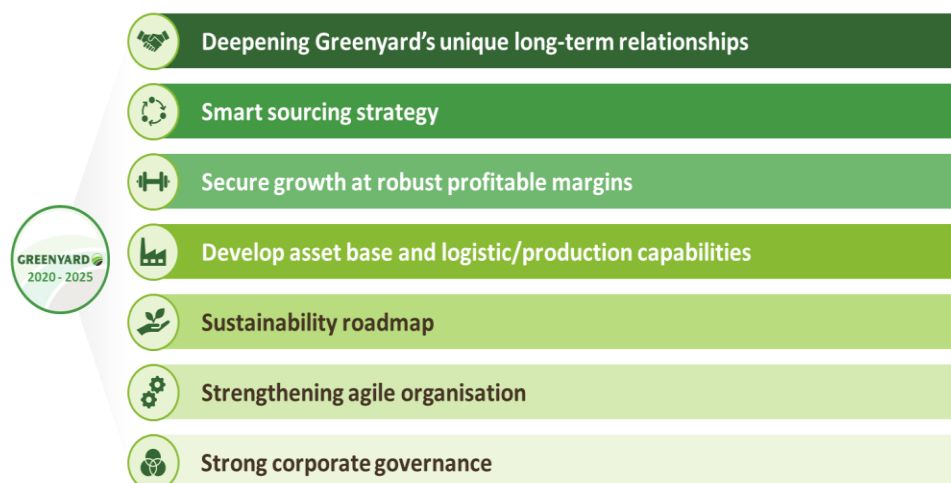 Deepening Greenyard's unique long-term relationships
Smart sourcing strategy
Secure growth at robust profitable margins
Develop asset base and logistic/production capabilities
Sustainability roadmap
Strengthening agile organisation
Strong corporate governance
GREENYARD
2020 - 2025